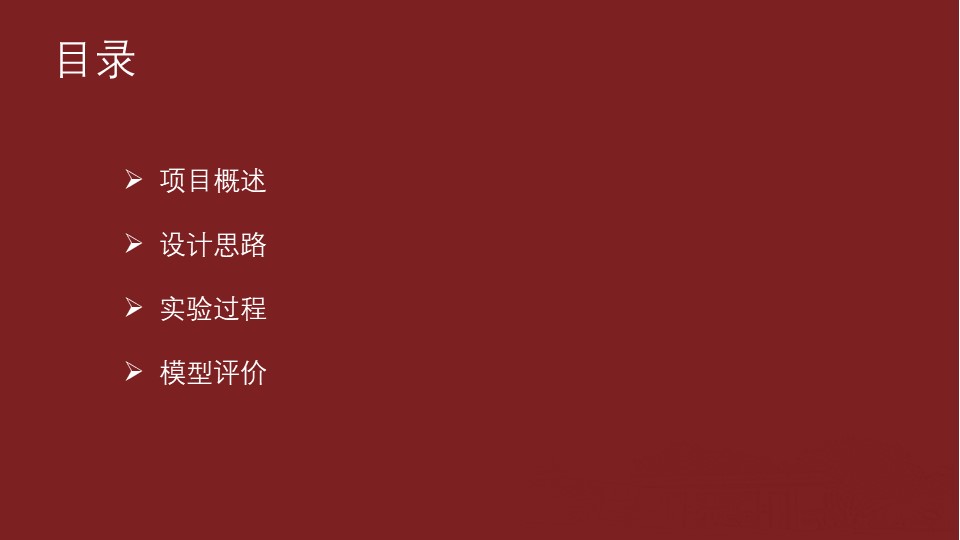 目录
➢ 项目概述
➢ 设计思路
➢ 实验过程
➢ 模型评价